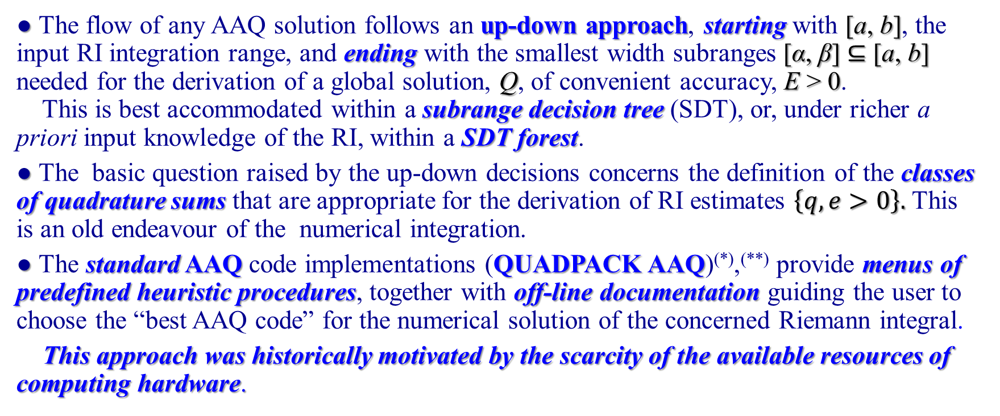 ● The flow of any AAQ solution follows an up-down approach, starting with [a, b], the
input RI integration range, and ending with the smallest width subranges [α, β] ⊆ [a, b]
needed for the derivation of a global solution, Q, of convenient accuracy, E > 0.
This is best accommodated within a subrange decision tree (SDT), or, under richer a
priori input knowledge of the RI, within a SDT forest.
● The basic question raised by the up-down decisions concerns the definition of the classes
of quadrature sums that are appropriate for the derivation of RI estimates {q, e > 0}. This
is an old endeavour of the numerical integration.
● The standard AAQ code implementations (QUADPACK AAQ)(*),(**) provide menus of
predefined heuristic procedures, together with off-line documentation guiding the user to
choose the “best AAQ code” for the numerical solution of the concerned Riemann integral.
This approach was historically motivated by the scarcity of the available resources of
computing hardware.